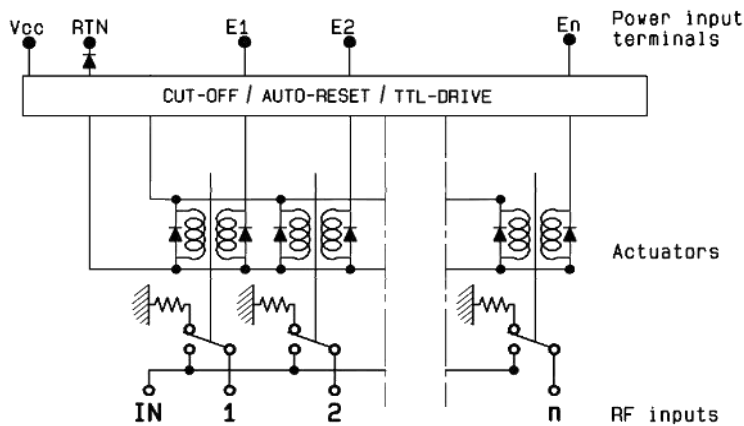 Vcc RTN E1 E2 En Power input
terminals
CUT-OFF / AUTO-RESET / TTL-DRIVE
Actuators
IN 1 2 n RF inputs